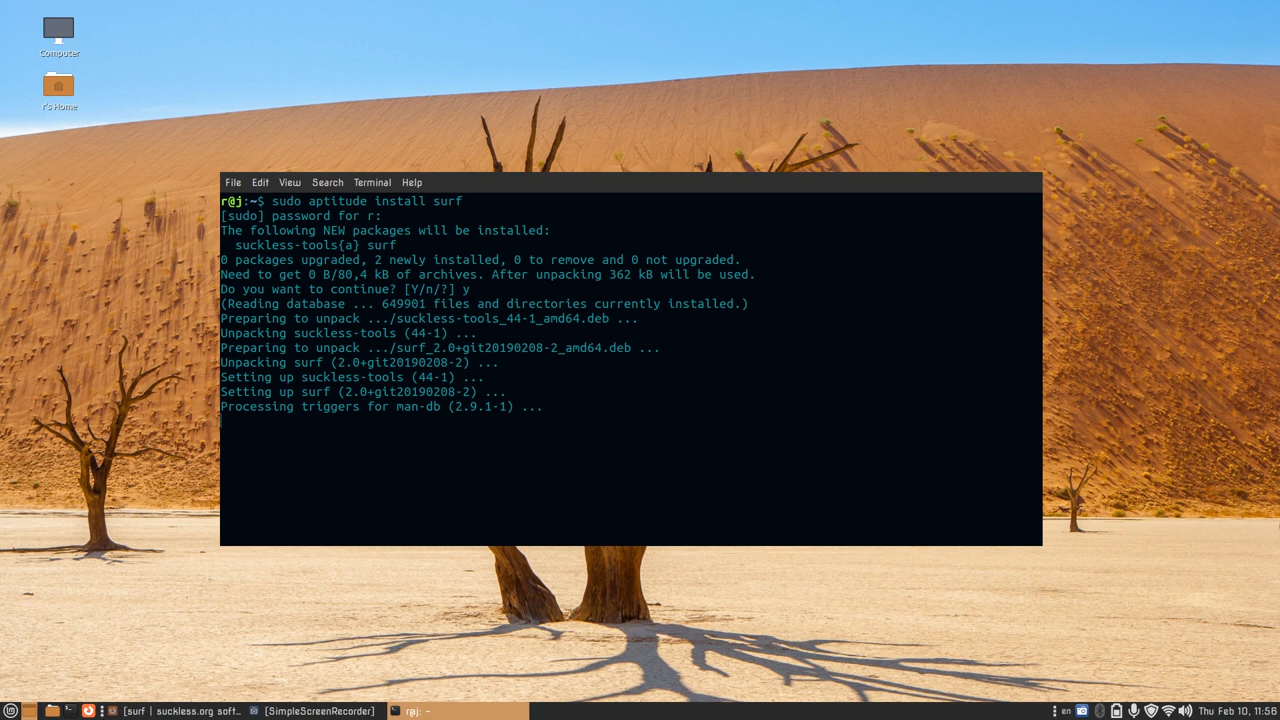 Computer
r's Home
File Edit View Search Terminal Help
r@j:~$ sudo aptitude install surf
[sudo] password for r:
The following NEW packages will be installed:
  suckless-tools{a} surf
0 packages upgraded, 2 newly installed, 0 to remove and 0 not upgraded.
Need to get 0 B/80,4 kB of archives. After unpacking 362 kB will be used.
Do you want to continue? [Y/n/?] y
(Reading database ... 649901 files and directories currently installed.)
Preparing to unpack .../suckless-tools_44-1_amd64.deb ...
Unpacking suckless-tools (44-1) ...
Preparing to unpack .../surf_2.0+git20190208-2_amd64.deb ...
Unpacking surf (2.0+git20190208-2) ...
Setting up suckless-tools (44-1) ...
Setting up surf (2.0+git20190208-2) ...
Processing triggers for man-db (2.9.1-1) ...
[surf | suckless.org soft... [SimpleScreenRecorder] r@j: ~ en Thu Feb 10, 11:56